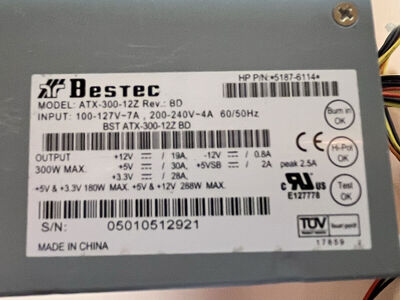 Bestec
HP P/N:*5187-6114*
MODEL: ATX-300-12Z Rev.: BD
INPUT: 100-127V~7A , 200-240V~4A 60/50Hz
BST ATX-300-12Z BD
Burn in
OK
OUTPUT +12V ⎓ / 19A, -12V ⎓ / 0.8A
300W MAX. +5V ⎓ / 30A, +5VSB ⎓ / 2A
+3.3V ⎓ / 28A, peak 2.5A
+5V & +3.3V 180W MAX. +5V & +12V 288W MAX.
Hi-Pot
OK
c UL US
E127778
Test
OK
S/N: 05010512921
TÜV
17659
MADE IN CHINA